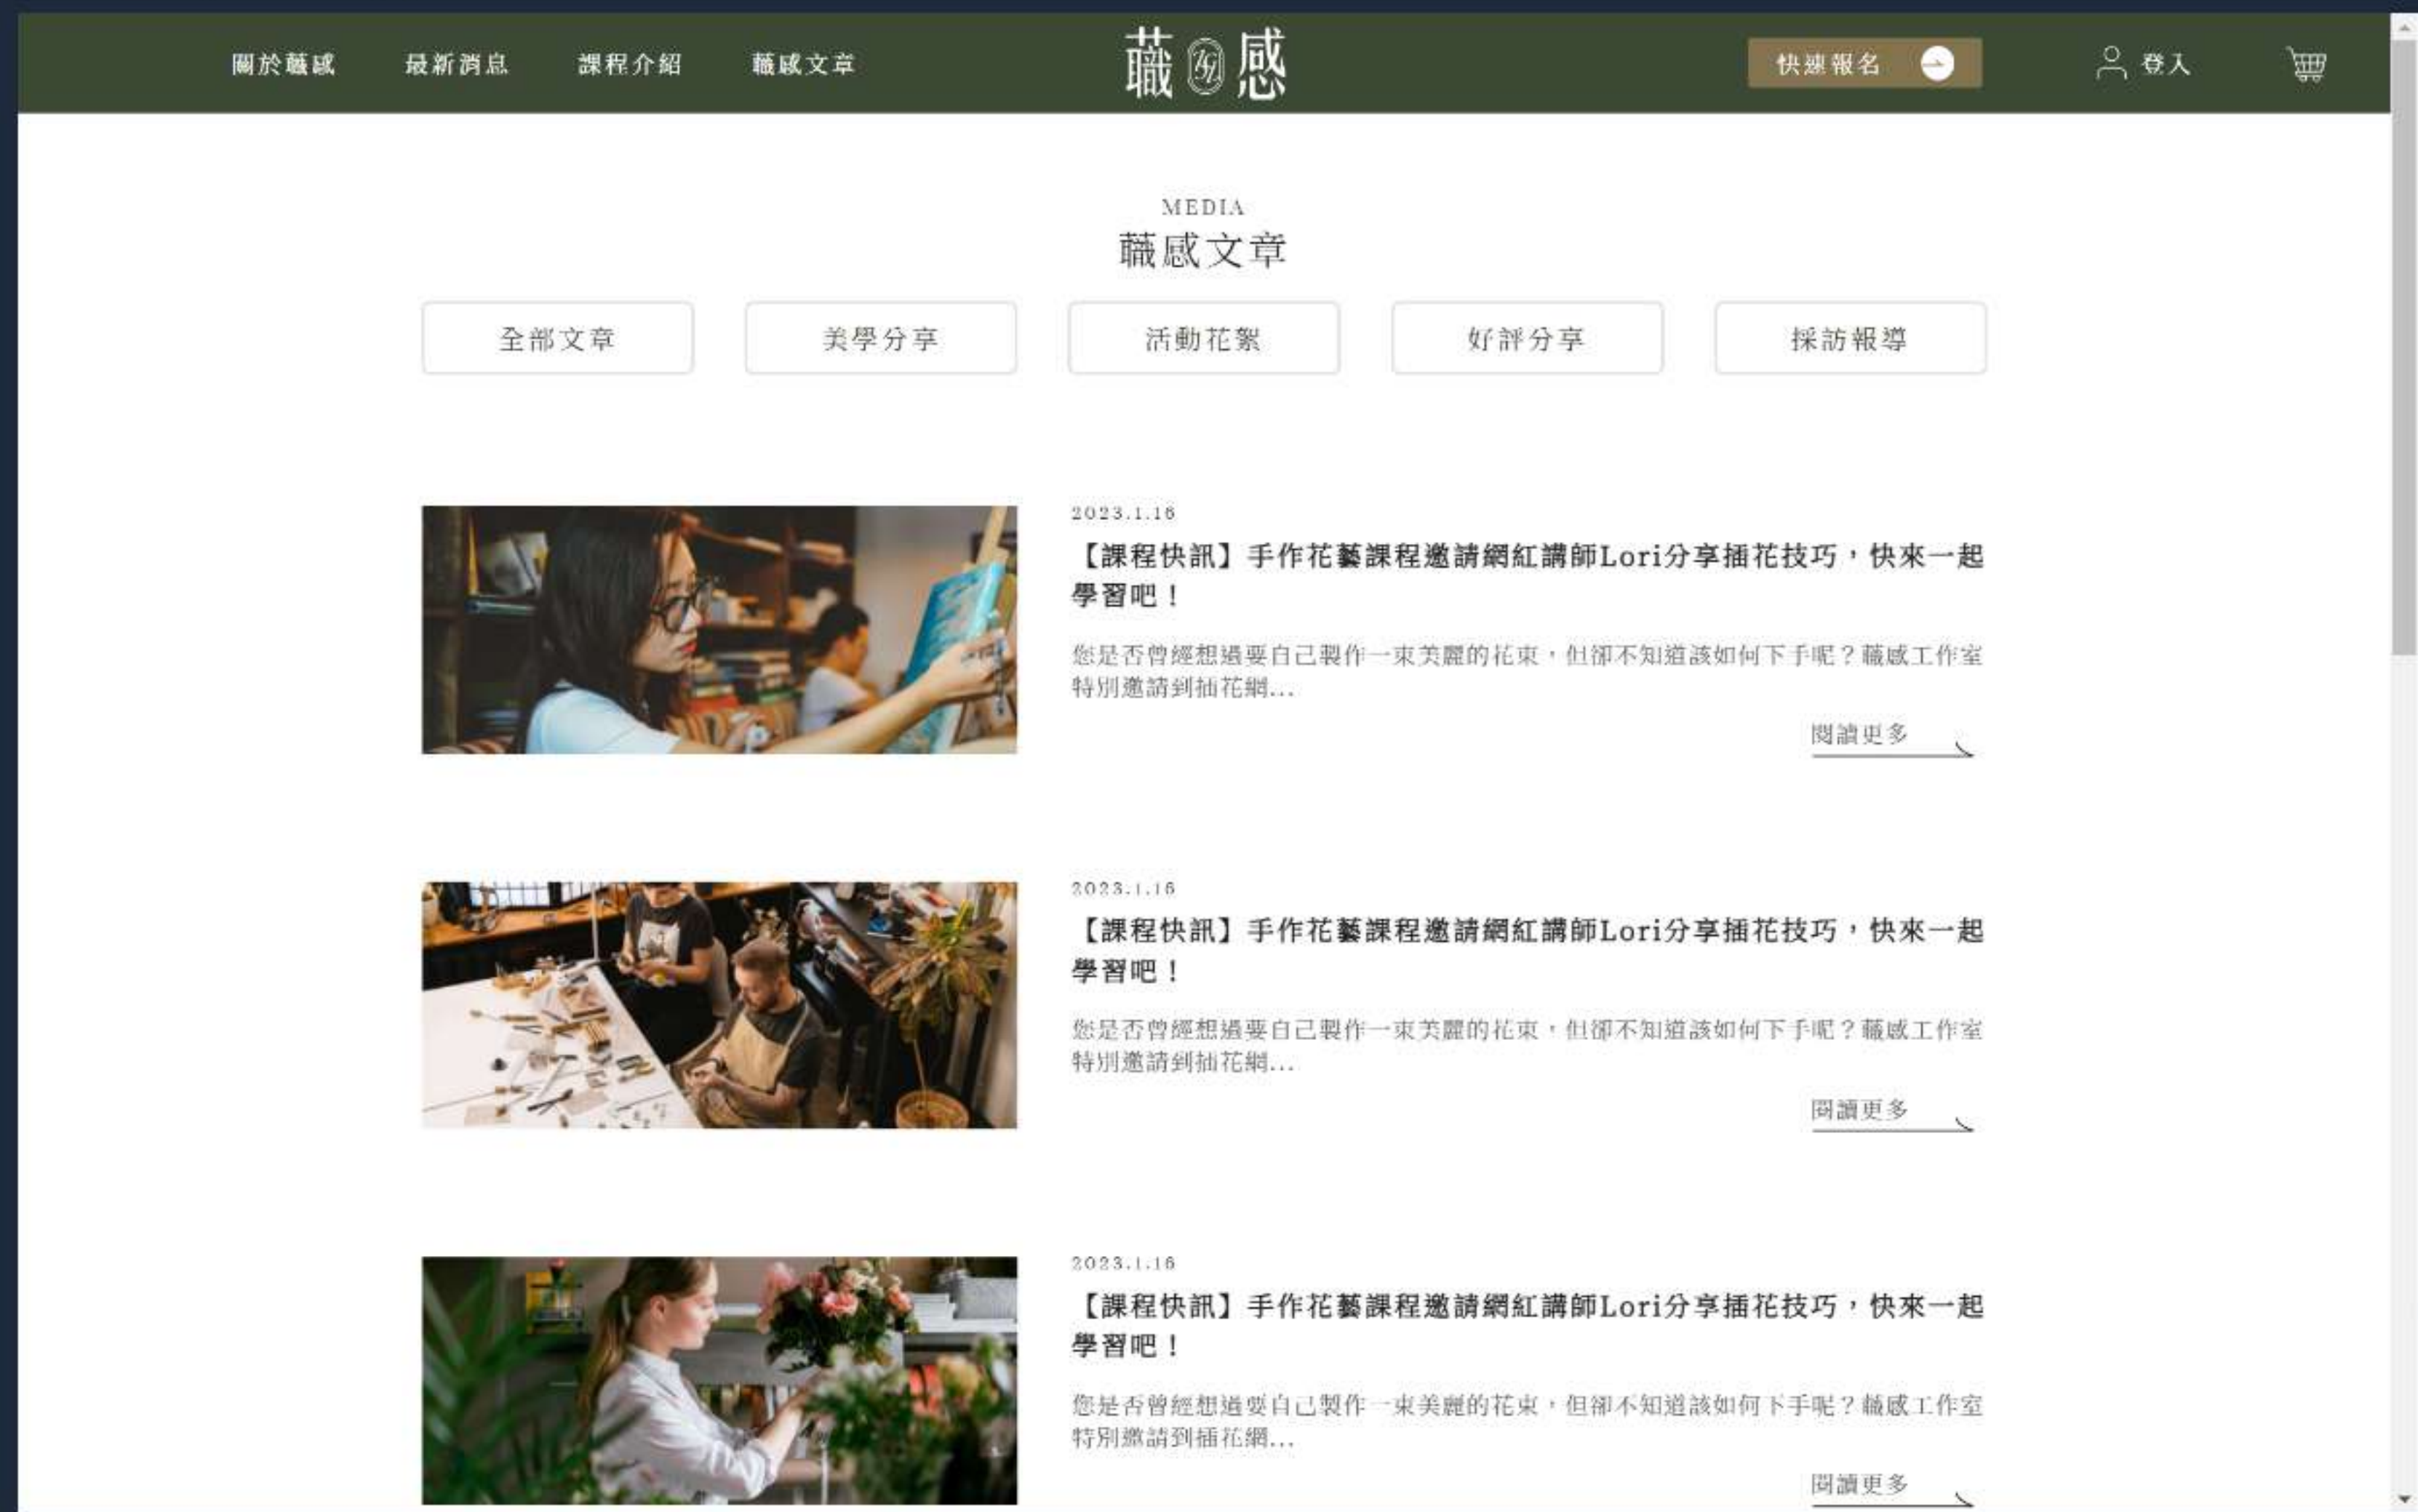 關於蘵感
最新消息
課程介紹
蘵感文章
蘵感
快速報名
登入
MEDIA
蘵感文章
全部文章
美學分享
活動花絮
好評分享
採訪報導
2023.1.16
【課程快訊】手作花藝課程邀請網紅講師Lori分享插花技巧，快來一起
學習吧！
您是否曾經想過要自己製作一束美麗的花束，但卻不知道該如何下手呢？蘵感工作室
特別邀請到插花網...
閱讀更多
2023.1.16
【課程快訊】手作花藝課程邀請網紅講師Lori分享插花技巧，快來一起
學習吧！
您是否曾經想過要自己製作一束美麗的花束，但卻不知道該如何下手呢？蘵感工作室
特別邀請到插花網...
閱讀更多
2023.1.16
【課程快訊】手作花藝課程邀請網紅講師Lori分享插花技巧，快來一起
學習吧！
您是否曾經想過要自己製作一束美麗的花束，但卻不知道該如何下手呢？蘵感工作室
特別邀請到插花網...
閱讀更多